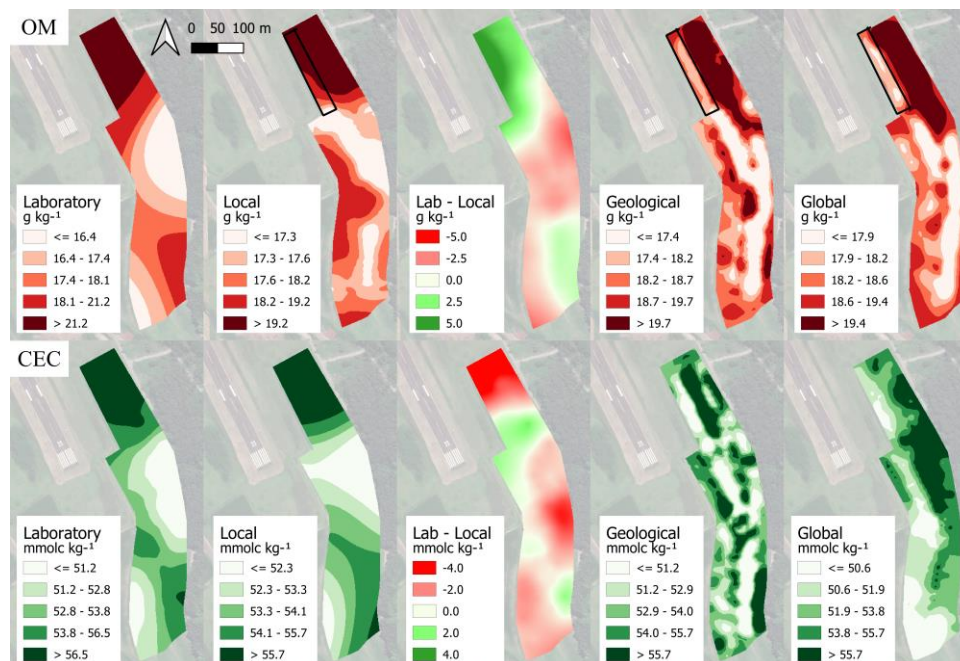 OM
0 50 100 m
Laboratory
g kg⁻¹
<= 16.4
16.4 - 17.4
17.4 - 18.1
18.1 - 21.2
> 21.2
Local
g kg⁻¹
<= 17.3
17.3 - 17.6
17.6 - 18.2
18.2 - 19.2
> 19.2
Lab - Local
g kg⁻¹
-5.0
-2.5
0.0
2.5
5.0
Geological
g kg⁻¹
<= 17.4
17.4 - 18.2
18.2 - 18.7
18.7 - 19.7
> 19.7
Global
g kg⁻¹
<= 17.9
17.9 - 18.2
18.2 - 18.6
18.6 - 19.4
> 19.4
CEC
Laboratory
mmolc kg⁻¹
<= 51.2
51.2 - 52.8
52.8 - 53.8
53.8 - 56.5
> 56.5
Local
mmolc kg⁻¹
<= 52.3
52.3 - 53.3
53.3 - 54.1
54.1 - 55.7
> 55.7
Lab - Local
mmolc kg⁻¹
-4.0
-2.0
0.0
2.0
4.0
Geological
mmolc kg⁻¹
<= 51.2
51.2 - 52.9
52.9 - 54.0
54.0 - 55.7
> 55.7
Global
mmolc kg⁻¹
<= 50.6
50.6 - 51.9
51.9 - 53.8
53.8 - 55.7
> 55.7